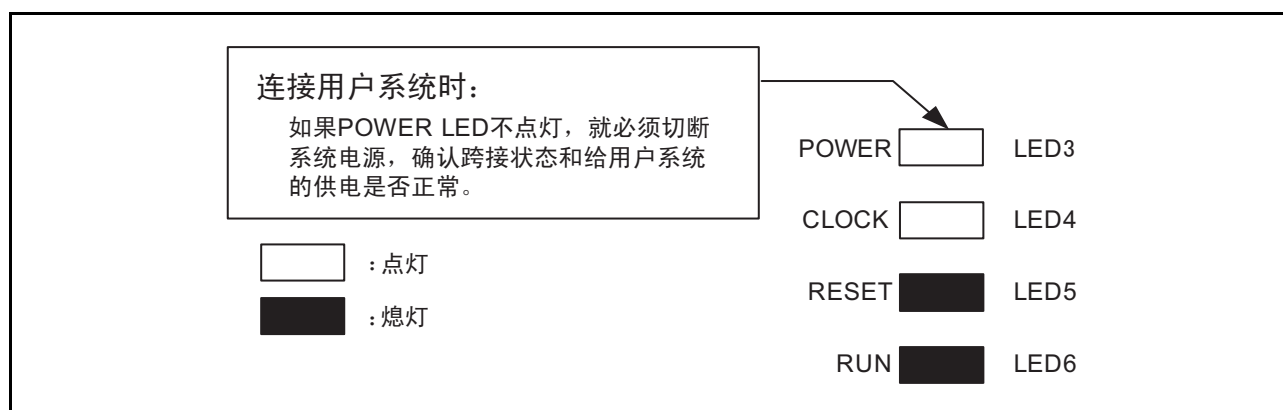 连接用户系统时：
如果POWER LED不点灯，就必须切断
系统电源，确认跨接状态和给用户系统
的供电是否正常。
：点灯
：熄灯
POWER LED3
CLOCK LED4
RESET LED5
RUN LED6